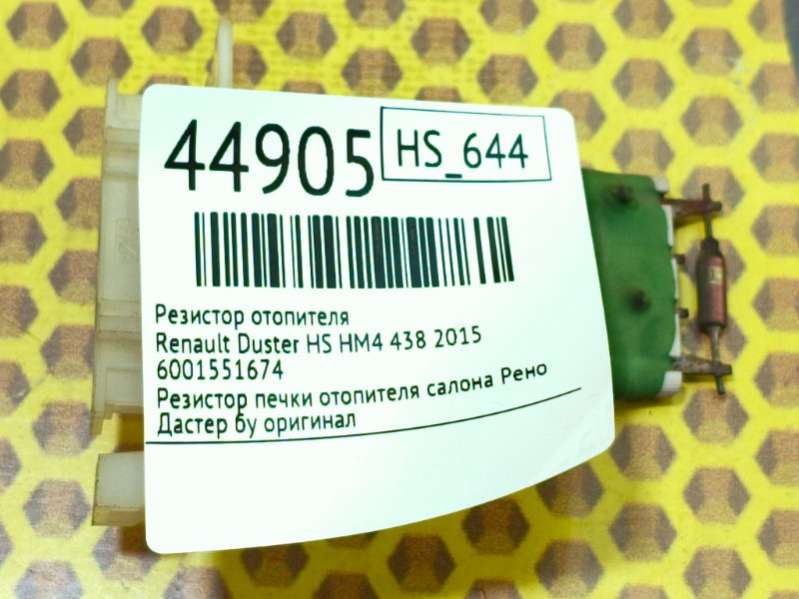 44905
HS_644
Резистор отопителя
Renault Duster HS HM4 438 2015
6001551674
Резистор печки отопителя салона Рено
Дастер бу оригинал